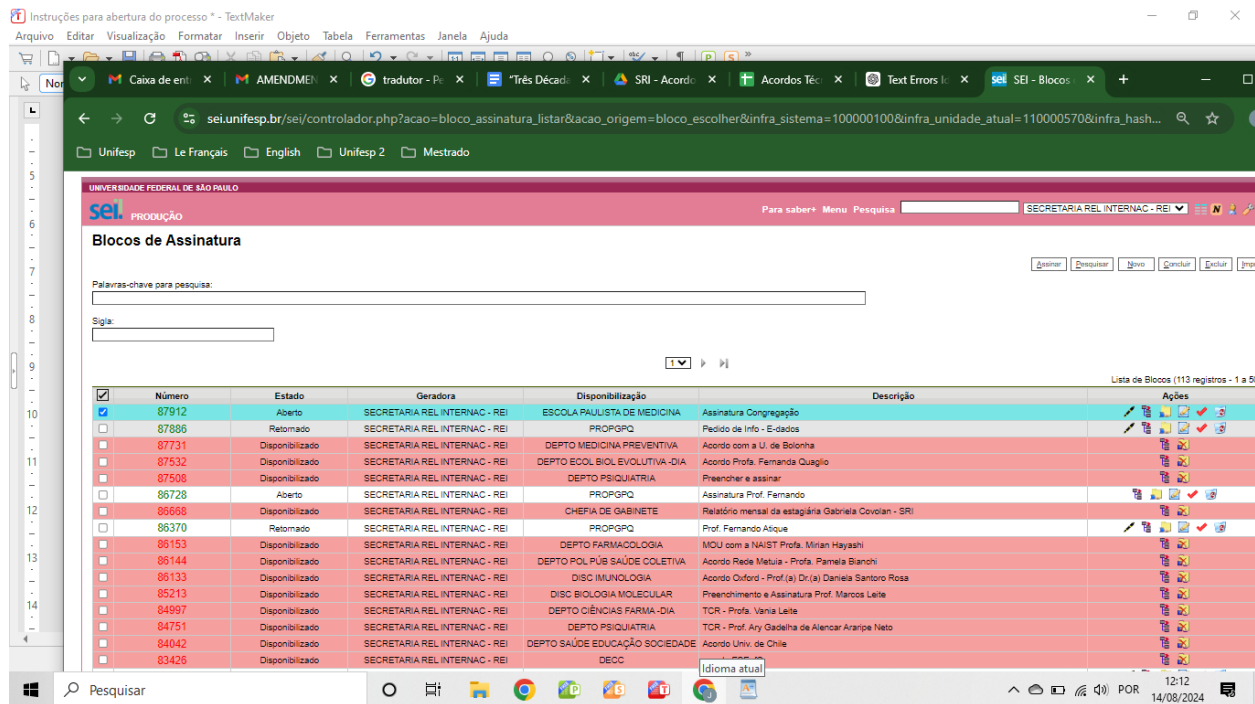 Instruções para abertura do processo * - TextMaker
Arquivo Editar Visualização Formatar Inserir Objeto Tabela Ferramentas Janela Ajuda
Caixa de ent AMENDMEN tradutor - Pe "Três Década SRI - Acordo Acordos Téc Text Errors Id SEI - Blocos
sei.unifesp.br/sei/controlador.php?acao=bloco_assinatura_listar&acao_origem=bloco_escolher&infra_sistema=100000100&infra_unidade_atual=110000570&infra_hash...
Unifesp Le Français English Unifesp 2 Mestrado
UNIVERSIDADE FEDERAL DE SÃO PAULO
sei. PRODUÇÃO Para saber+ Menu Pesquisa SECRETARIA REL INTERNAC - REI
Blocos de Assinatura
Assinar Pesquisar Novo Concluir Excluir Imp
Palavras-chave para pesquisa:
Sigla:
1
Lista de Blocos (113 registros - 1 a 5
Número Estado Geradora Disponibilização Descrição Ações
87912 Aberto SECRETARIA REL INTERNAC - REI ESCOLA PAULISTA DE MEDICINA Assinatura Congregação
87886 Retornado SECRETARIA REL INTERNAC - REI PROPGPQ Pedido de Info - E-dados
87731 Disponibilizado SECRETARIA REL INTERNAC - REI DEPTO MEDICINA PREVENTIVA Acordo com a U. de Bolonha
87532 Disponibilizado SECRETARIA REL INTERNAC - REI DEPTO ECOL BIOL EVOLUTIVA -DIA Acordo Profa. Fernanda Quaglio
87508 Disponibilizado SECRETARIA REL INTERNAC - REI DEPTO PSIQUIATRIA Preencher e assinar
86728 Aberto SECRETARIA REL INTERNAC - REI PROPGPQ Assinatura Prof. Fernando
86668 Disponibilizado SECRETARIA REL INTERNAC - REI CHEFIA DE GABINETE Relatório mensal da estagiária Gabriela Covolan - SRI
86370 Retornado SECRETARIA REL INTERNAC - REI PROPGPQ Prof. Fernando Atique
86153 Disponibilizado SECRETARIA REL INTERNAC - REI DEPTO FARMACOLOGIA MOU com a NAIST Profa. Mirian Hayashi
86144 Disponibilizado SECRETARIA REL INTERNAC - REI DEPTO POL PÚB SAÚDE COLETIVA Acordo Rede Metuia - Profa. Pamela Bianchi
86133 Disponibilizado SECRETARIA REL INTERNAC - REI DISC IMUNOLOGIA Acordo Oxford - Prof.(a) Dr.(a) Daniela Santoro Rosa
85213 Disponibilizado SECRETARIA REL INTERNAC - REI DISC BIOLOGIA MOLECULAR Preenchimento e Assinatura Prof. Marcos Leite
84997 Disponibilizado SECRETARIA REL INTERNAC - REI DEPTO CIÊNCIAS FARMA -DIA TCR - Profa. Vania Leite
84751 Disponibilizado SECRETARIA REL INTERNAC - REI DEPTO PSIQUIATRIA TCR - Prof. Ary Gadelha de Alencar Araripe Neto
84042 Disponibilizado SECRETARIA REL INTERNAC - REI DEPTO SAÚDE EDUCAÇÃO SOCIEDADE Acordo Univ. de Chile
83426 Disponibilizado SECRETARIA REL INTERNAC - REI DECC
Idioma atual
Pesquisar POR 12:12
14/08/2024